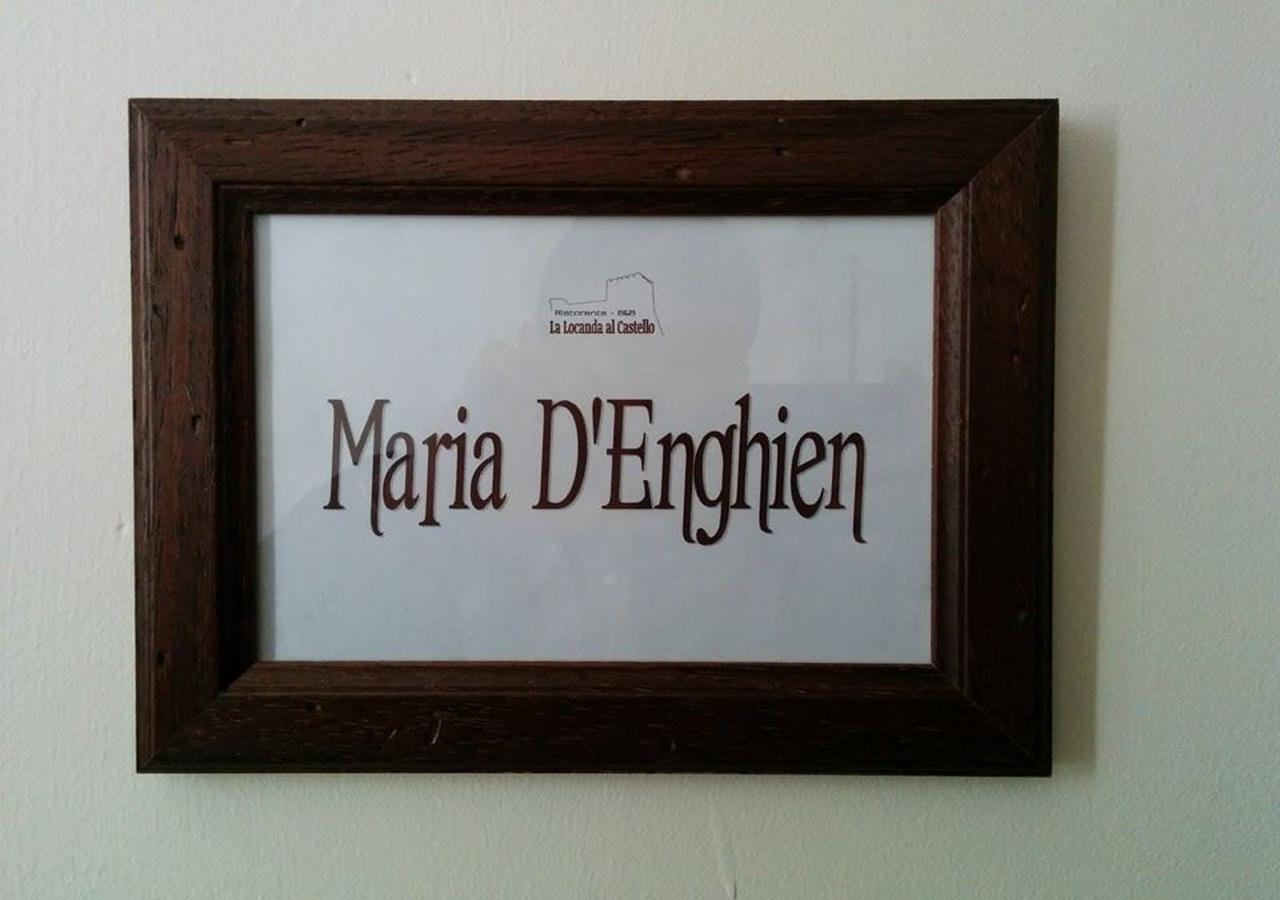 Ristorante - B&B
La Locanda al Castello
Maria D'Enghien